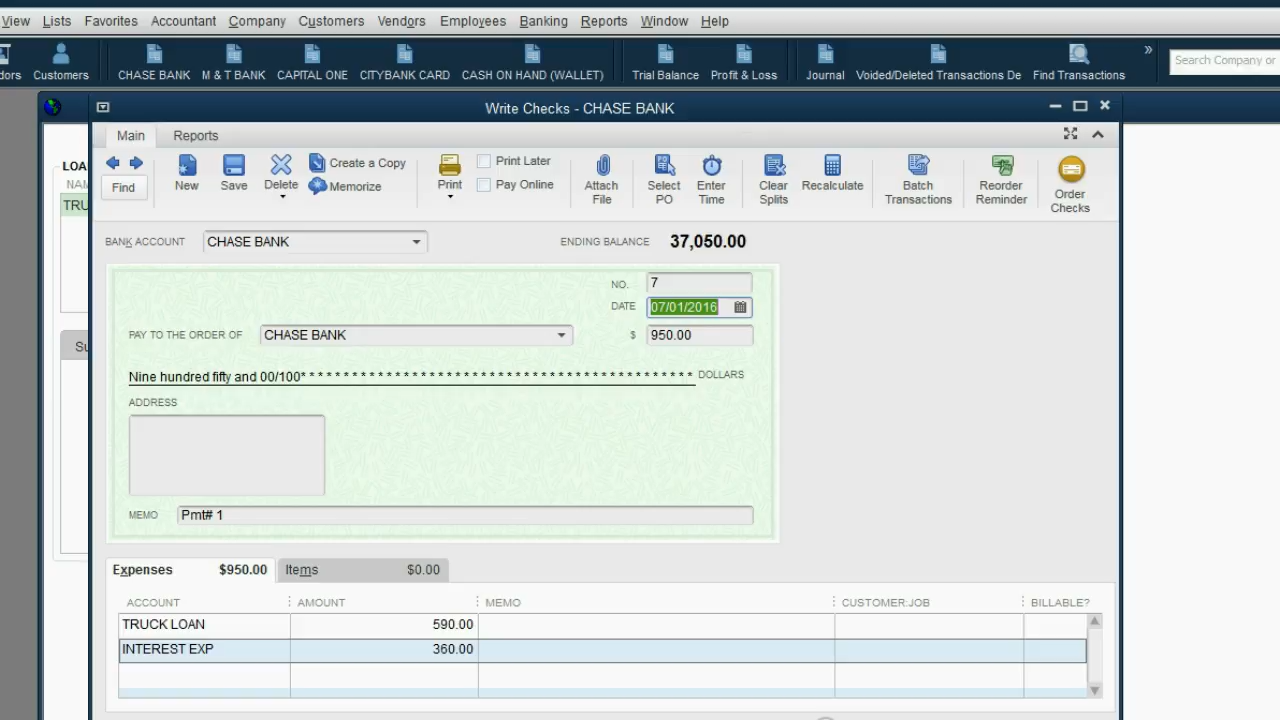 View Lists Favorites Accountant Company Customers Vendors Employees Banking Reports Window Help
Customers CHASE BANK M & T BANK CAPITAL ONE CITYBANK CARD CASH ON HAND (WALLET) Trial Balance Profit & Loss Journal Voided/Deleted Transactions De Find Transactions » Search Company or
Write Checks - CHASE BANK
Main Reports
LOA
NAM
TRU
Su
Find New Save Delete Create a Copy Memorize Print Print Later Pay Online Attach File Select PO Enter Time Clear Splits Recalculate Batch Transactions Reorder Reminder Order Checks
BANK ACCOUNT CHASE BANK ENDING BALANCE 37,050.00
NO. 7
DATE 07/01/2016
PAY TO THE ORDER OF CHASE BANK $ 950.00
Nine hundred fifty and 00/100* * * * * * * * * * * * * * * * * * * * * * * * * * * * * * * * * * * * * * * * * * * * * * DOLLARS
ADDRESS
MEMO Pmt# 1
Expenses $950.00 Items $0.00
ACCOUNT AMOUNT MEMO CUSTOMER:JOB BILLABLE?
TRUCK LOAN 590.00
INTEREST EXP 360.00